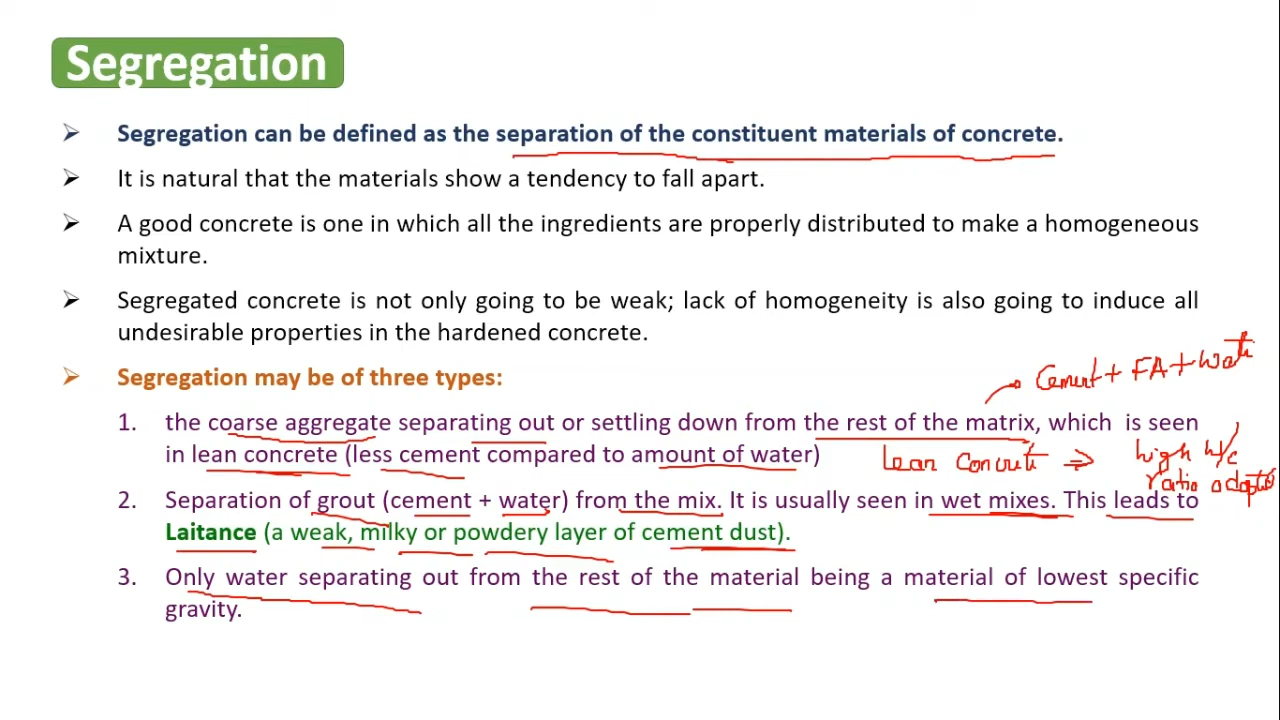 Segregation
➢ Segregation can be defined as the separation of the constituent materials of concrete.
➢ It is natural that the materials show a tendency to fall apart.
➢ A good concrete is one in which all the ingredients are properly distributed to make a homogeneous
mixture.
➢ Segregated concrete is not only going to be weak; lack of homogeneity is also going to induce all
undesirable properties in the hardened concrete.
Cement + FA + Wate
➢ Segregation may be of three types:
1. the coarse aggregate separating out or settling down from the rest of the matrix, which is seen
in lean concrete (less cement compared to amount of water)
lean concrete ⇒ high w/c
ratio adopted
2. Separation of grout (cement + water) from the mix. It is usually seen in wet mixes. This leads to
Laitance (a weak, milky or powdery layer of cement dust).
3. Only water separating out from the rest of the material being a material of lowest specific
gravity.